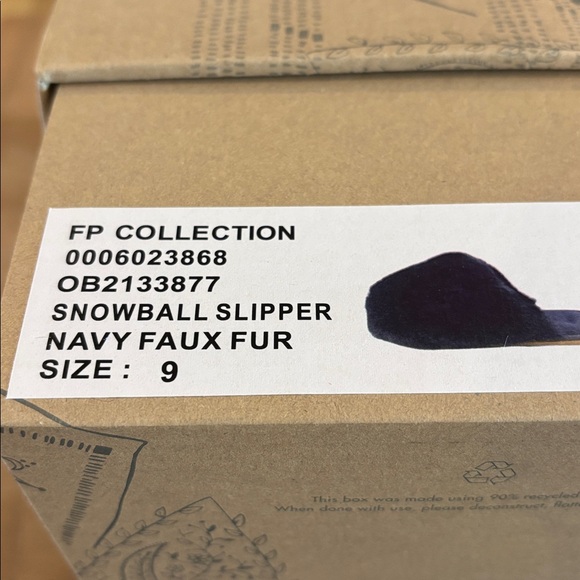 FP COLLECTION
0006023868
OB2133877
SNOWBALL SLIPPER
NAVY FAUX FUR
SIZE : 9
This box was made using 90% recycled
When done with use, please deconstruct, flatt